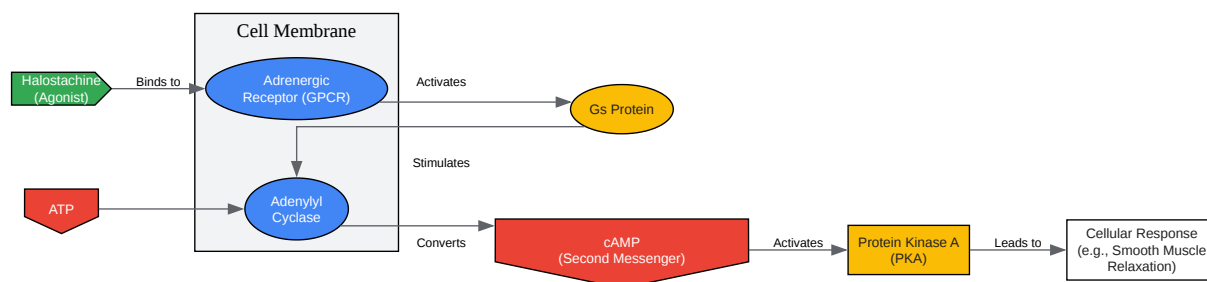 Cell Membrane
Halostachine
(Agonist)
Binds to
Adrenergic
Receptor (GPCR)
Activates
Gs Protein
Stimulates
ATP
Adenylyl
Cyclase
Converts
cAMP
(Second Messenger)
Activates
Protein Kinase A
(PKA)
Leads to
Cellular Response
(e.g., Smooth Muscle
Relaxation)